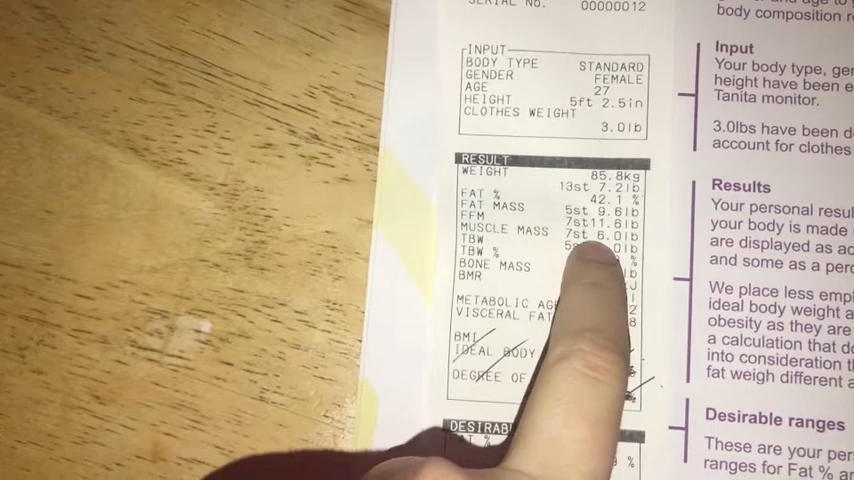 SERIAL No. 00000012
INPUT
BODY TYPE STANDARD
GENDER FEMALE
AGE 27
HEIGHT 5ft 2.5in
CLOTHES WEIGHT
3.0lb
RESULT
WEIGHT 85.8kg
13st 7.2lb
FAT % 42.1 %
FAT MASS 5st 9.6lb
FFM 7st11.6lb
MUSCLE MASS 7st 6.0lb
TBW 5
TBW % %
BONE MASS lb
BMR
METABOLIC AGE 2
VISCERAL FAT 8
BMI
IDEAL BODY
DEGREE OF
DESIRAB
FAT %
%
body composition
Input
Your body type, gen
height have been e
Tanita monitor.
3.0lbs have been d
account for clothes
Results
Your personal resul
your body is made
are displayed as ac
and some as a perc
We place less emp
ideal body weight a
obesity as they are
a calculation that d
into consideration t
fat weigh different a
Desirable ranges
These are your per
ranges for Fat % an